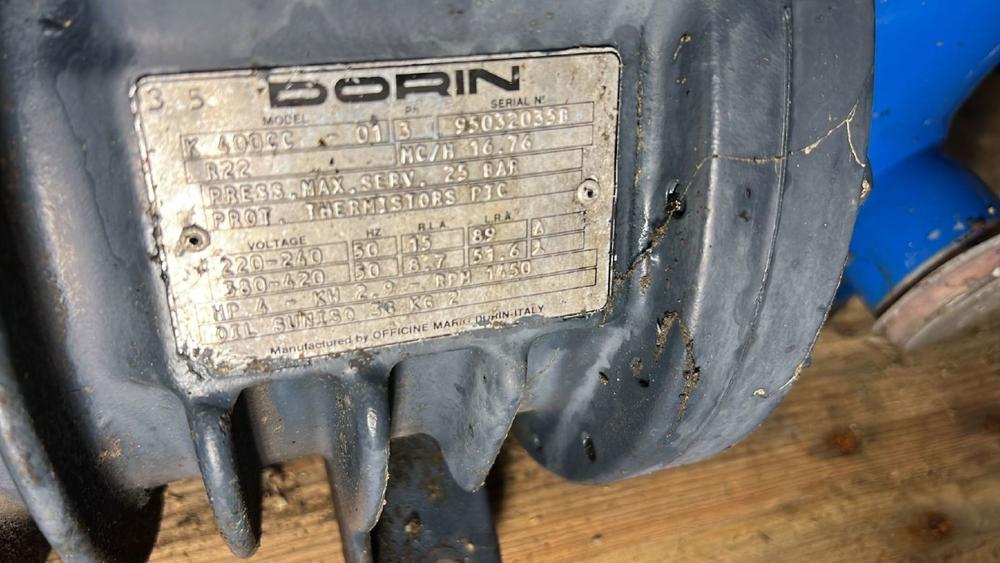 3 5 DORIN
MODEL PH SERIAL Nº
K 400CC - 01 3 95032033B
R22 MC/H 16.76
PRESS.MAX.SERV. 25 BAR
PROT. THERMISTORS PTC
VOLTAGE HZ R.L.A. L.R.A.
220-240 50 15 89 Δ
380-420 50 8.7 51.6 Y
HP 4 - KW 2.9 - RPM 1450
OIL SUNISO 3G KG 2
Manufactured by OFFICINE MARIO DORIN-ITALY